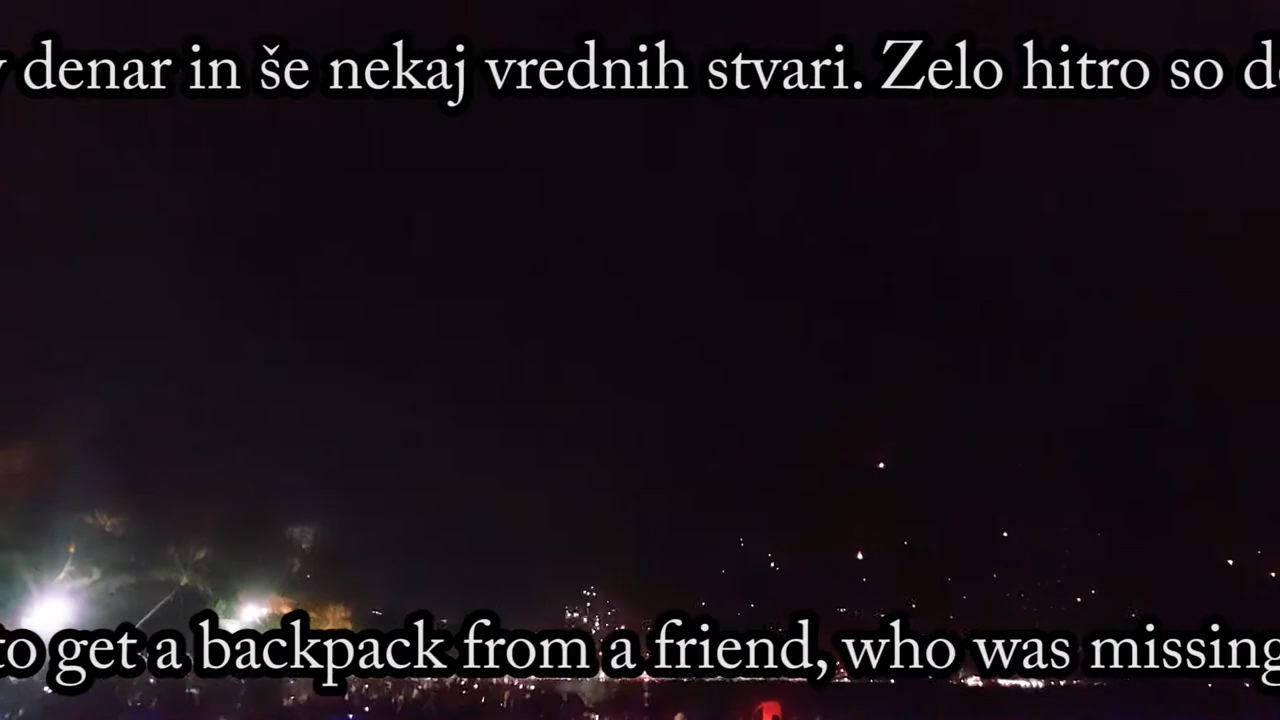 denar in še nekaj vrednih stvari. Zelo hitro so
to get a backpack from a friend, who was missing